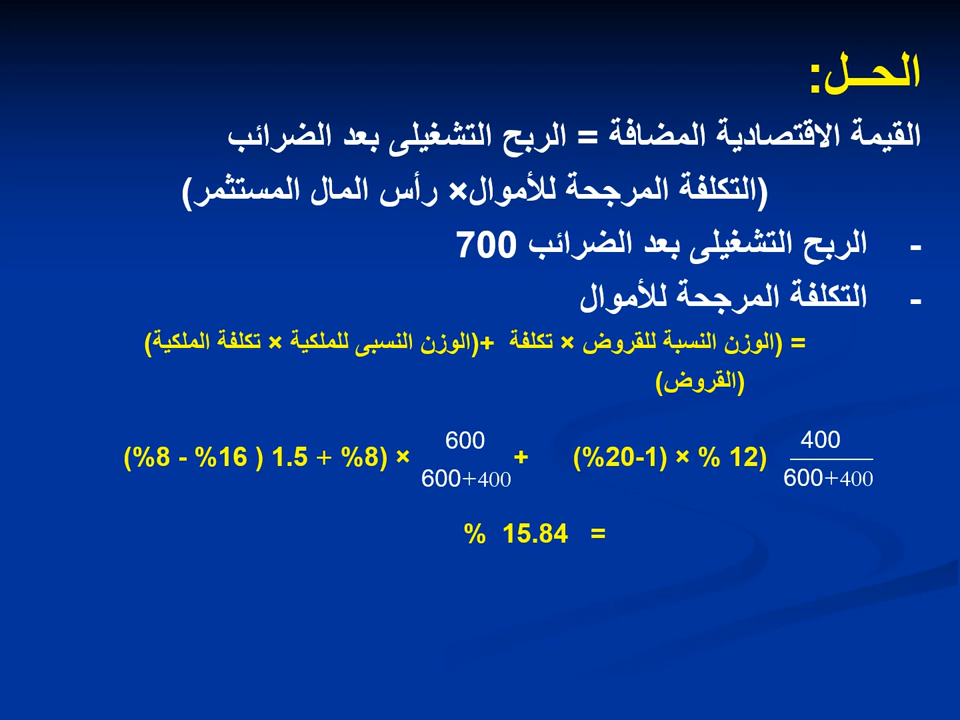 الحــل:
القيمة الاقتصادية المضافة = الربح التشغيلى بعد الضرائب
(التكلفة المرجحة للأموال× رأس المال المستثمر)
- الربح التشغيلى بعد الضرائب 700
- التكلفة المرجحة للأموال
= (الوزن النسبة للقروض × تكلفة +(الوزن النسبى للملكية × تكلفة الملكية)
(القروض)
400
600+400
(12 % × (1-20%)
+
600
600+400
× (8% + 1.5 ( 16% - 8%)
= 15.84 %